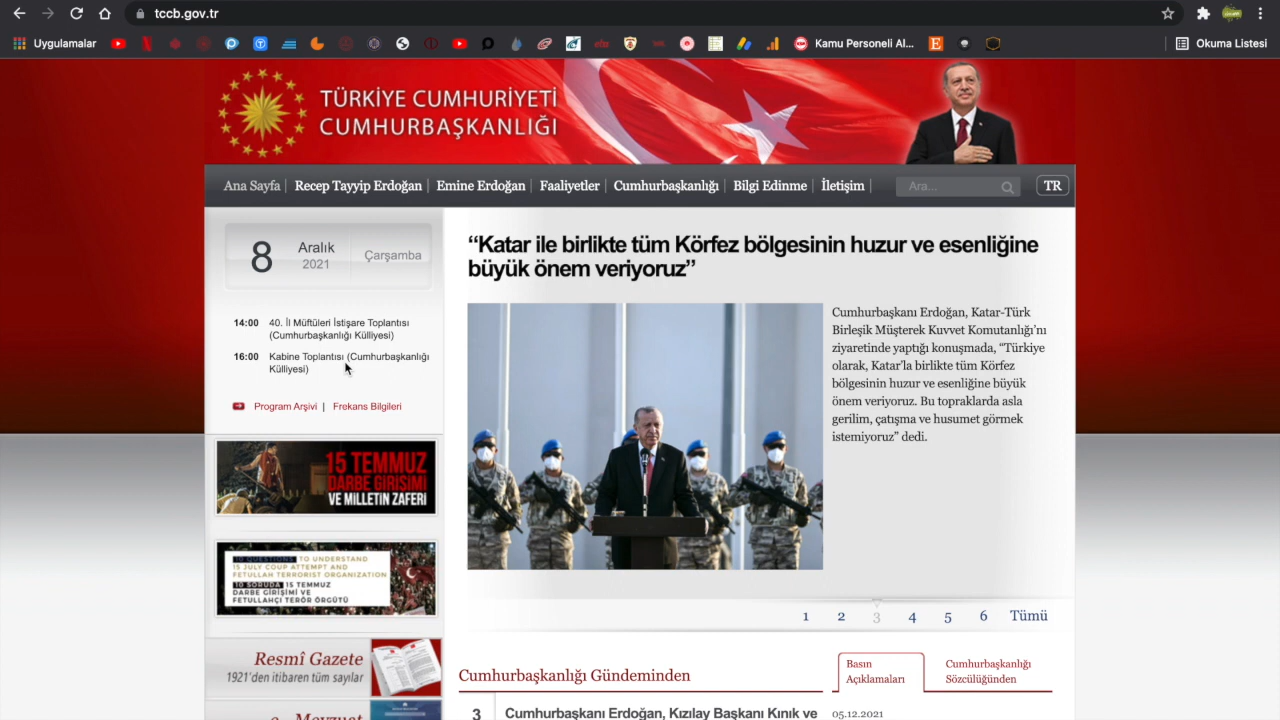 tccb.gov.tr
Uygulamalar
Kamu Personeli Al...
Okuma Listesi
TÜRKİYE CUMHURİYETİ
CUMHURBAŞKANLIĞI
Ana Sayfa | Recep Tayyip Erdoğan | Emine Erdoğan | Faaliyetler | Cumhurbaşkanlığı | Bilgi Edinme | İletişim |
Ara...
TR
8
Aralık
2021
Çarşamba
14:00 40. İl Müftüleri İstişare Toplantısı
(Cumhurbaşkanlığı Külliyesi)
16:00 Kabine Toplantısı (Cumhurbaşkanlığı
Külliyesi)
Program Arşivi | Frekans Bilgileri
15 TEMMUZ
DARBE GİRİŞİMİ
VE MİLLETİN ZAFERİ
10 QUESTIONS TO UNDERSTAND
15 JULY COUP ATTEMPT AND
FETULLAH TERRORIST ORGANIZATION
10 SORUDA 15 TEMMUZ
DARBE GİRİŞİMİ VE
FETULLAHÇI TERÖR ÖRGÜTÜ
Resmî Gazete
1921'den itibaren tüm sayılar
e-Mevzuat
“Katar ile birlikte tüm Körfez bölgesinin huzur ve esenliğine
büyük önem veriyoruz”
Cumhurbaşkanı Erdoğan, Katar-Türk
Birleşik Müşterek Kuvvet Komutanlığı’nı
ziyaretinde yaptığı konuşmada, “Türkiye
olarak, Katar’la birlikte tüm Körfez
bölgesinin huzur ve esenliğine büyük
önem veriyoruz. Bu topraklarda asla
gerilim, çatışma ve husumet görmek
istemiyoruz” dedi.
1 2 3 4 5 6 Tümü
Cumhurbaşkanlığı Gündeminden
3 Cumhurbaşkanı Erdoğan, Kızılay Başkanı Kınık ve
Basın
Açıklamaları
Cumhurbaşkanlığı
Sözcülüğünden
05.12.2021